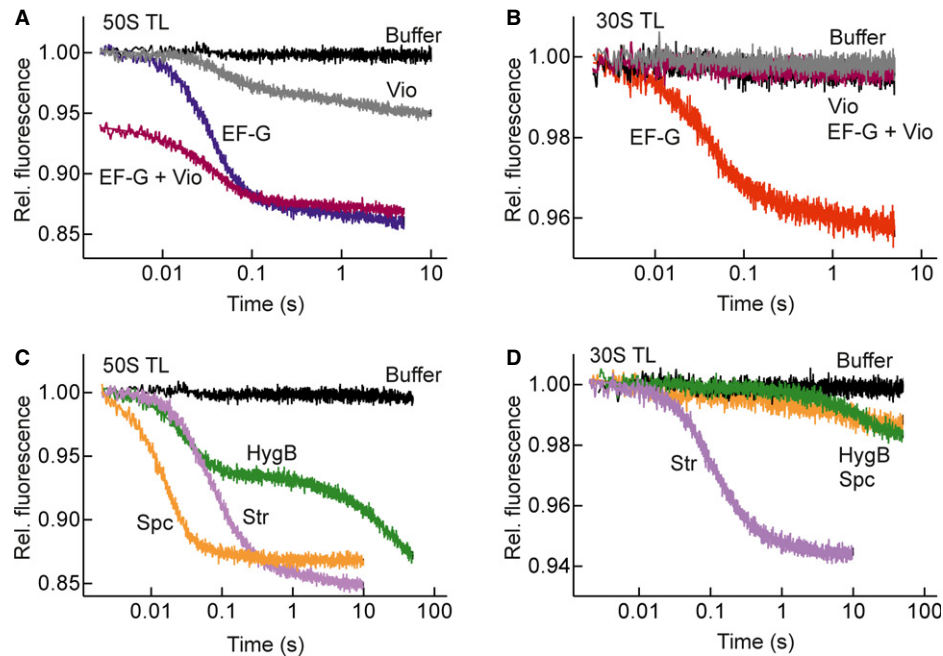 A
50S TL
Buffer
1.00
Vio
0.95
EF-G
0.90
EF-G + Vio
0.85
Rel. fluorescence
0.01 0.1 1 10
Time (s)
B
30S TL
Buffer
1.00
Vio
EF-G + Vio
0.98
EF-G
0.96
Rel. fluorescence
0.01 0.1 1 10
Time (s)
C
50S TL
Buffer
1.00
0.95
HygB
0.90
Spc
Str
0.85
Rel. fluorescence
0.01 0.1 1 10 100
Time (s)
D
30S TL
Buffer
1.00
0.98
Str
HygB
Spc
0.96
0.94
Rel. fluorescence
0.01 0.1 1 10 100
Time (s)